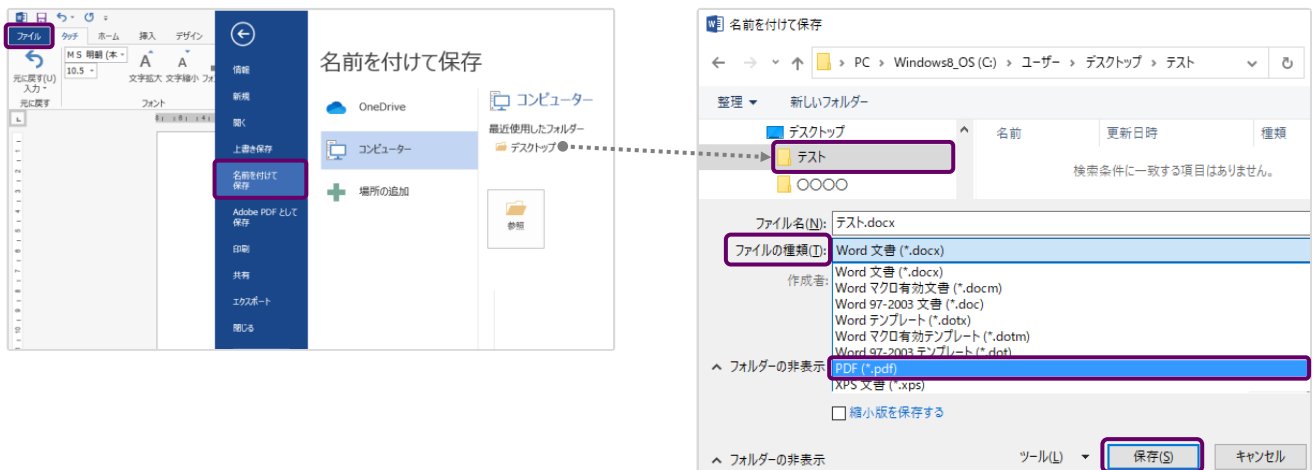 ファイル
タッチ
ホーム
挿入
デザイン
元に戻す(U)
入力
元に戻す
MS 明朝 (本
10.5
A
A
文字拡大 文字縮小 フォ
フォント
情報
新規
開く
上書き保存
名前を付けて
保存
Adobe PDF として
保存
印刷
共有
エクスポート
閉じる
名前を付けて保存
OneDrive
コンピューター
場所の追加
コンピューター
最近使用したフォルダー
デスクトップ
参照
名前を付けて保存
PC › Windows8_OS (C:) › ユーザー › デスクトップ › テスト
整理 ▼
新しいフォルダー
デスクトップ
テスト
〇〇〇〇
名前
更新日時
種類
検索条件に一致する項目はありません。
ファイル名(N): テスト.docx
ファイルの種類(T): Word 文書 (*.docx)
作成者:
Word 文書 (*.docx)
Word マクロ有効文書 (*.docm)
Word 97-2003 文書 (*.doc)
Word テンプレート (*.dotx)
Word マクロ有効テンプレート (*.dotm)
Word 97-2003 テンプレート (*.dot)
フォルダーの非表示
PDF (*.pdf)
XPS 文書 (*.xps)
縮小版を保存する
フォルダーの非表示
ツール(L) ▼
保存(S)
キャンセル